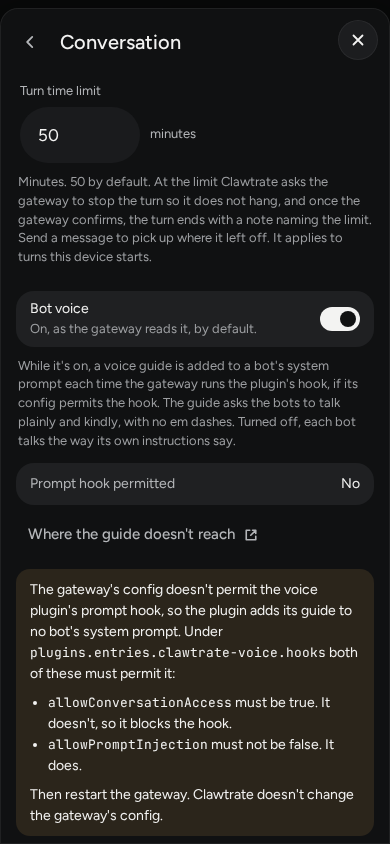 Conversation
Turn time limit
50 minutes
Minutes. 50 by default. At the limit Clawtrate asks the
gateway to stop the turn so it does not hang, and once the
gateway confirms, the turn ends with a note naming the limit.
Send a message to pick up where it left off. It applies to
turns this device starts.
Bot voice
On, as the gateway reads it, by default.
While it's on, a voice guide is added to a bot's system
prompt each time the gateway runs the plugin's hook, if its
config permits the hook. The guide asks the bots to talk
plainly and kindly, with no em dashes. Turned off, each bot
talks the way its own instructions say.
Prompt hook permitted No
Where the guide doesn't reach
The gateway's config doesn't permit the voice
plugin's prompt hook, so the plugin adds its guide to
no bot's system prompt. Under
plugins.entries.clawtrate-voice.hooks both
of these must permit it:
• allowConversationAccess must be true. It
doesn't, so it blocks the hook.
• allowPromptInjection must not be false. It
does.
Then restart the gateway. Clawtrate doesn't change
the gateway's config.